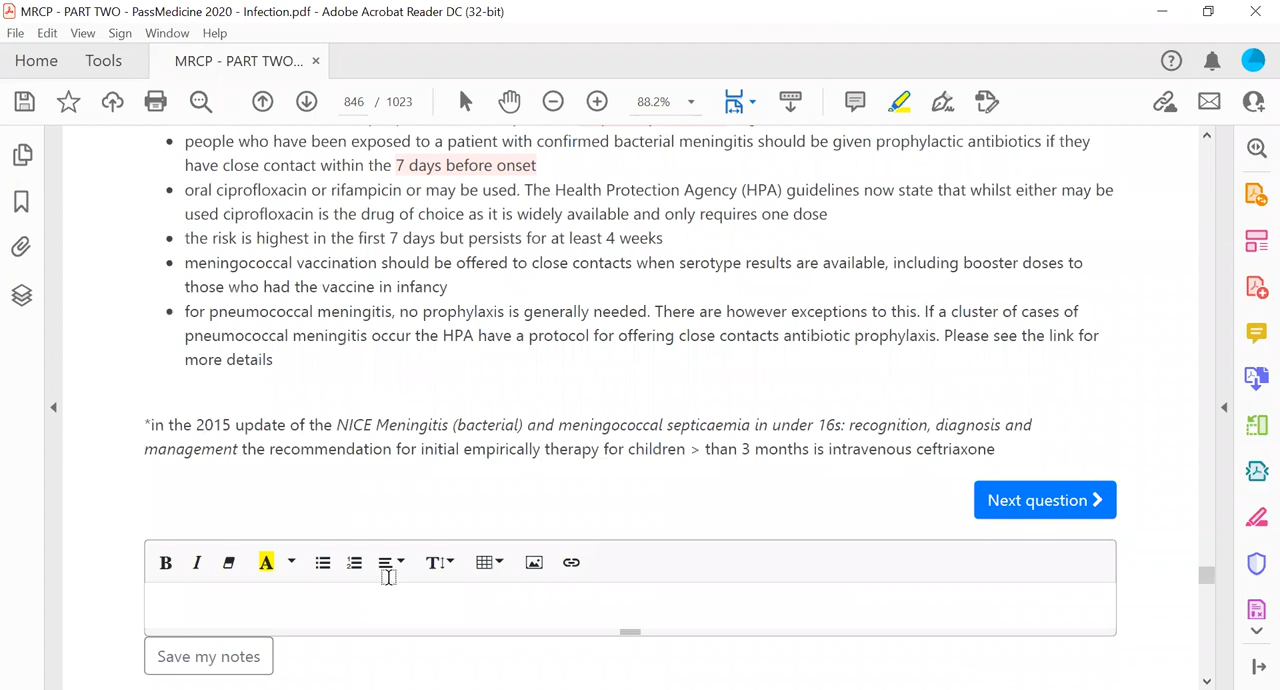 MRCP - PART TWO - PassMedicine 2020 - Infection.pdf - Adobe Acrobat Reader DC (32-bit)
File Edit View Sign Window Help
Home Tools MRCP - PART TWO... ×
846 / 1023 88.2%
people who have been exposed to a patient with confirmed bacterial meningitis should be given prophylactic antibiotics if they
have close contact within the 7 days before onset
oral ciprofloxacin or rifampicin or may be used. The Health Protection Agency (HPA) guidelines now state that whilst either may be
used ciprofloxacin is the drug of choice as it is widely available and only requires one dose
the risk is highest in the first 7 days but persists for at least 4 weeks
meningococcal vaccination should be offered to close contacts when serotype results are available, including booster doses to
those who had the vaccine in infancy
for pneumococcal meningitis, no prophylaxis is generally needed. There are however exceptions to this. If a cluster of cases of
pneumococcal meningitis occur the HPA have a protocol for offering close contacts antibiotic prophylaxis. Please see the link for
more details
*in the 2015 update of the NICE Meningitis (bacterial) and meningococcal septicaemia in under 16s: recognition, diagnosis and
management the recommendation for initial empirically therapy for children > than 3 months is intravenous ceftriaxone
Next question
B I A T
Save my notes